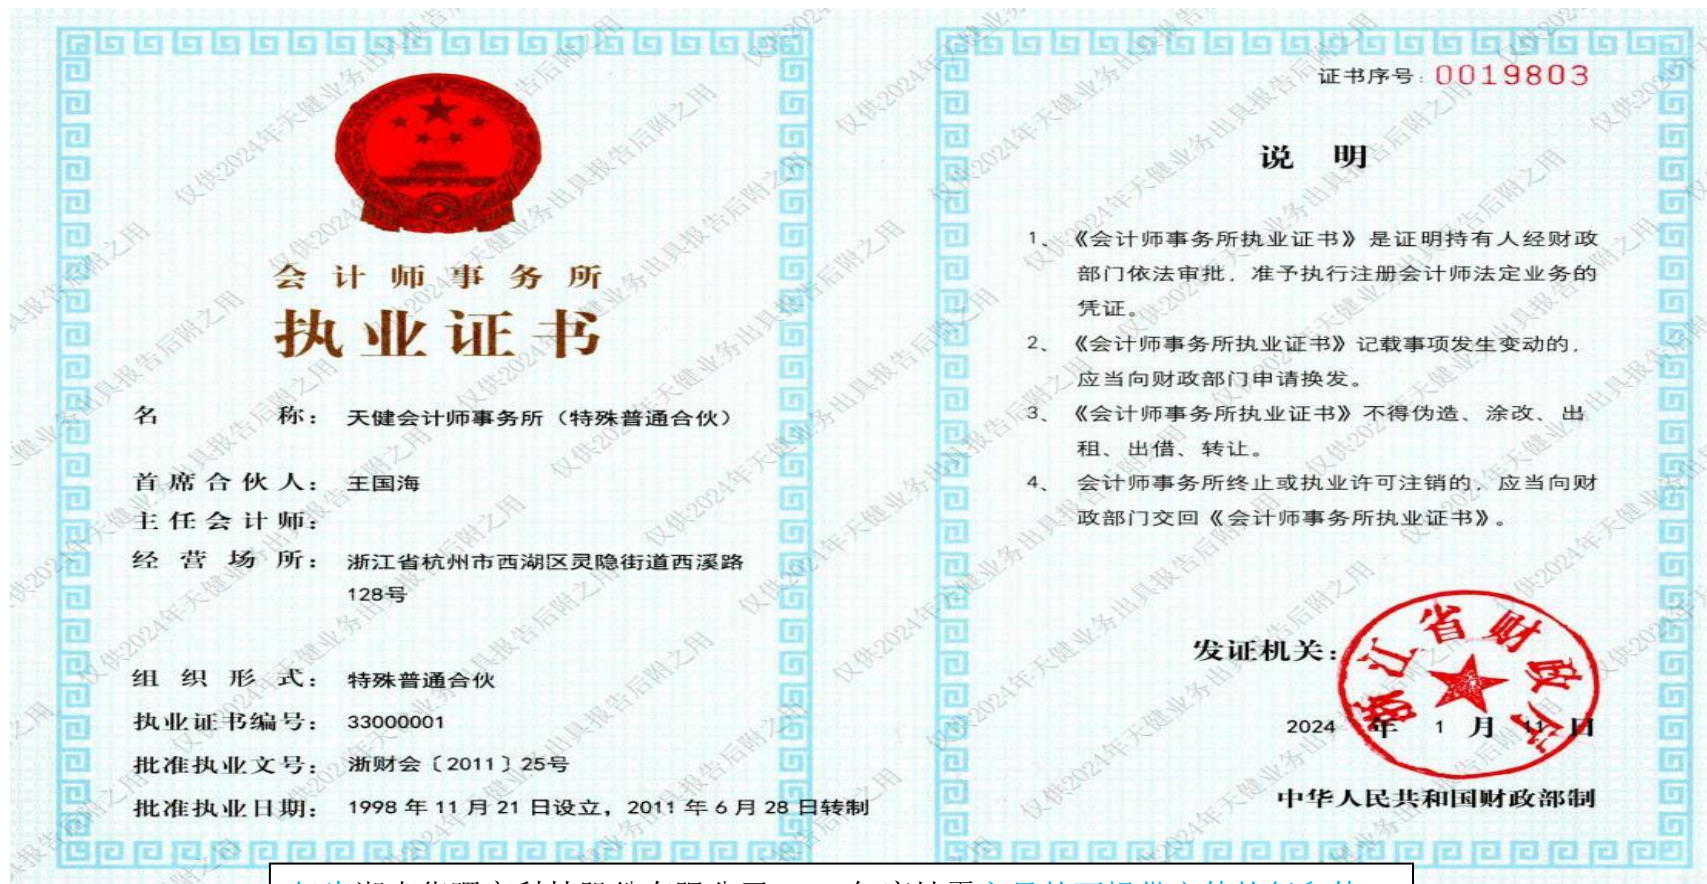 会计师事务所
执业证书
名称：天健会计师事务所（特殊普通合伙）
首席合伙人：王国海
主任会计师：
经营场所：浙江省杭州市西湖区灵隐街道西溪路
128号
组织形式：特殊普通合伙
执业证书编号：33000001
批准执业文号：浙财会〔2011〕25号
批准执业日期：1998年11月21日设立，2011年6月28日转制
证书序号：0019803
说明
1、《会计师事务所执业证书》是证明持有人经财政
部门依法审批，准予执行注册会计师法定业务的
凭证。
2、《会计师事务所执业证书》记载事项发生变动的，
应当向财政部门申请换发。
3、《会计师事务所执业证书》不得伪造、涂改、出
租、出借、转让。
4、会计师事务所终止或执业许可注销的，应当向财
政部门交回《会计师事务所执业证书》。
发证机关：
浙江省财政厅
2024年1月11日
中华人民共和国财政部制
仅供2024年天健业务出具报告后附之用